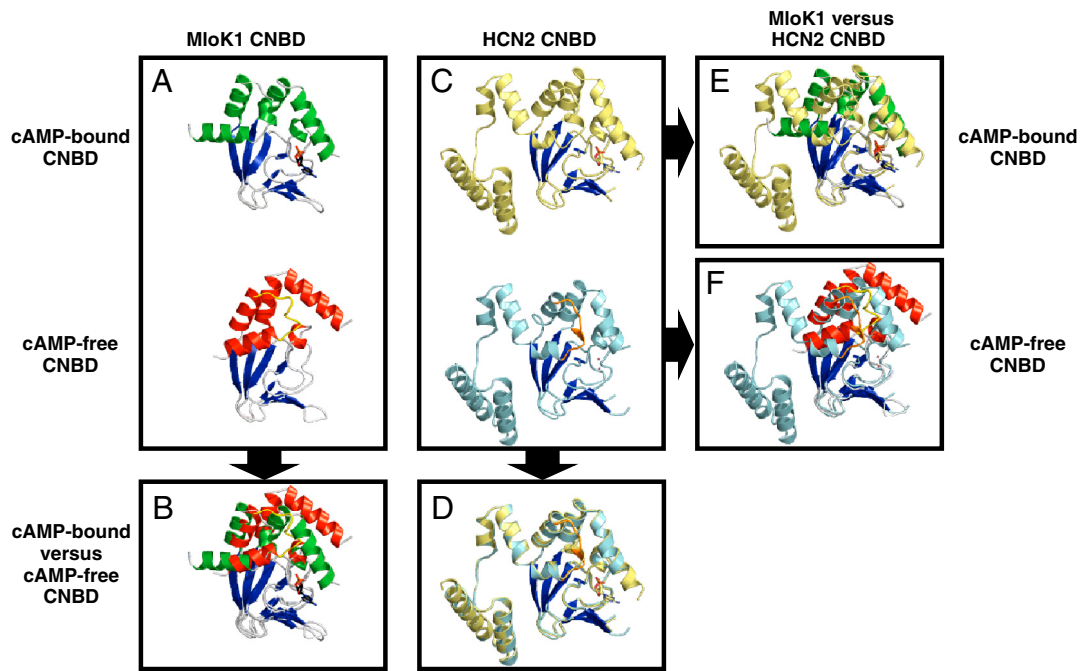 MloK1 CNBD
HCN2 CNBD
MloK1 versus
HCN2 CNBD
A
C
E
cAMP-bound
CNBD
cAMP-bound
CNBD
F
cAMP-free
CNBD
cAMP-free
CNBD
B
D
cAMP-bound
versus
cAMP-free
CNBD